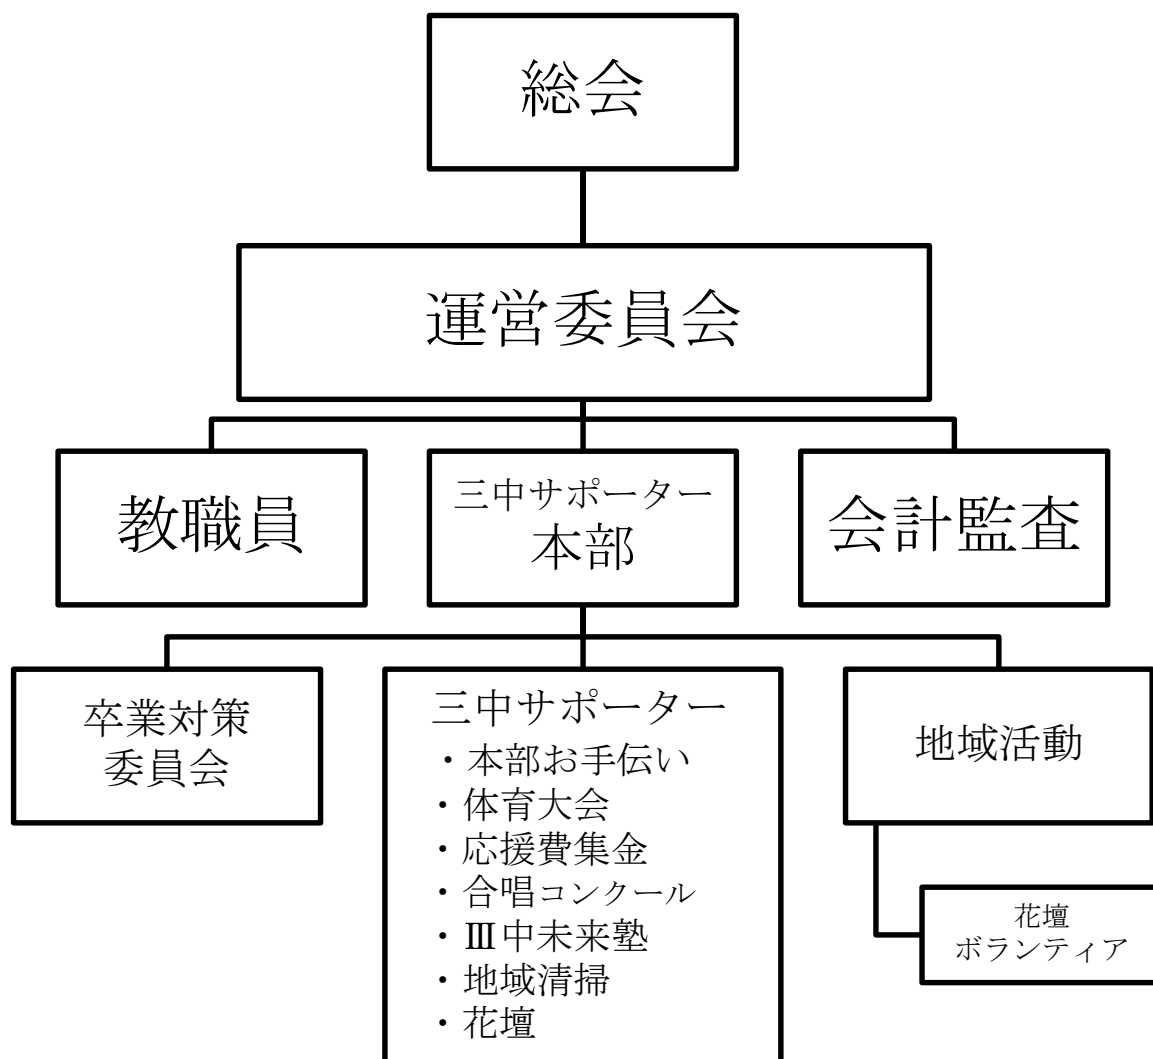 総会
運営委員会
教職員
三中サポーター
本部
会計監査
卒業対策
委員会
三中サポーター
・本部お手伝い
・体育大会
・応援費集金
・合唱コンクール
・Ⅲ中未来塾
・地域清掃
・花壇
地域活動
花壇
ボランティア